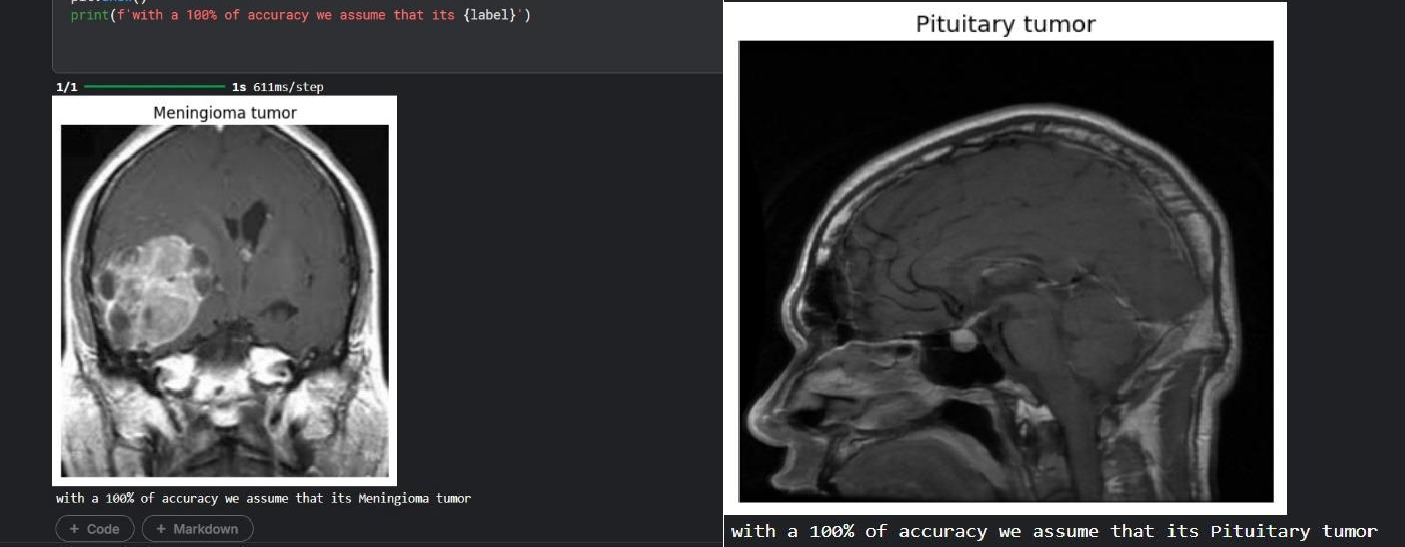 print(f'with a 100% of accuracy we assume that its {label}')
1/1 1s 611ms/step
Meningioma tumor
with a 100% of accuracy we assume that its Meningioma tumor
+ Code + Markdown
Pituitary tumor
with a 100% of accuracy we assume that its Pituitary tumor